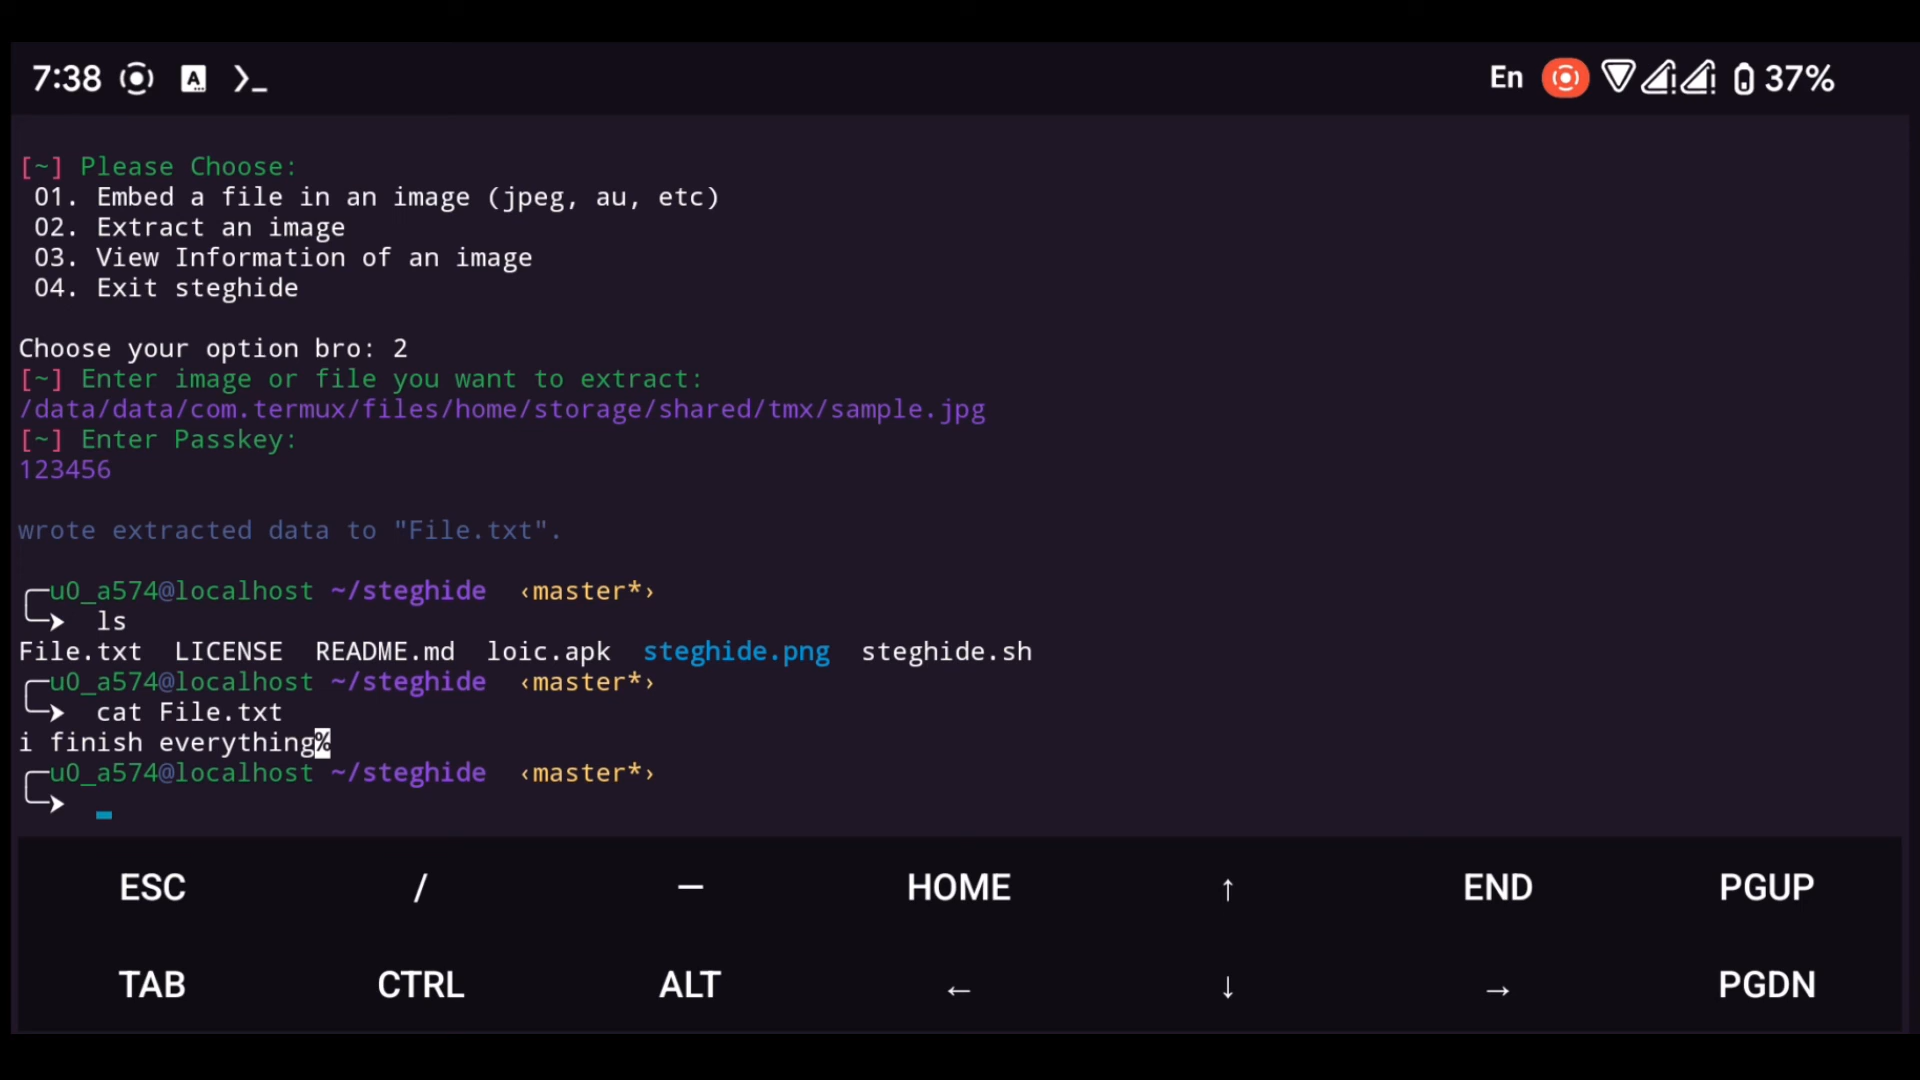 7:38 A >_ En 37%
[~] Please Choose:
01. Embed a file in an image (jpeg, au, etc)
02. Extract an image
03. View Information of an image
04. Exit steghide
Choose your option bro: 2
[~] Enter image or file you want to extract:
/data/data/com.termux/files/home/storage/shared/tmx/sample.jpg
[~] Enter Passkey:
123456
wrote extracted data to "File.txt".
u0_a574@localhost ~/steghide ‹master*›
ls
File.txt LICENSE README.md loic.apk steghide.png steghide.sh
u0_a574@localhost ~/steghide ‹master*›
cat File.txt
i finish everything%
u0_a574@localhost ~/steghide ‹master*›
ESC / — HOME ↑ END PGUP
TAB CTRL ALT ← ↓ → PGDN